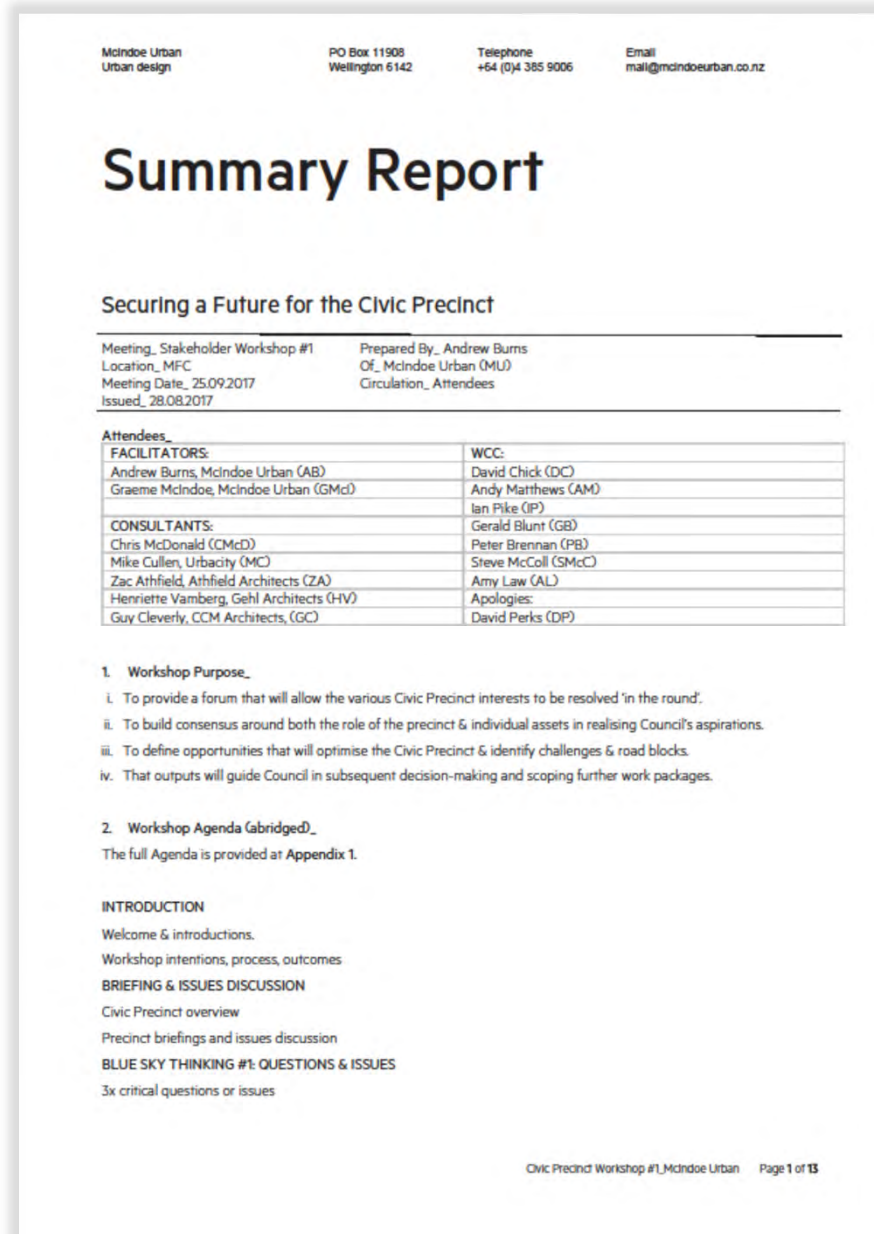 McIndoe Urban
Urban design
PO Box 11908
Wellington 6142
Telephone
+64 (0)4 385 9006
Email
mail@mcindoeurban.co.nz
Summary Report
Securing a Future for the Civic Precinct
Meeting_ Stakeholder Workshop #1
Location_ MFC
Meeting Date_ 25.09.2017
Issued_ 28.08.2017
Prepared By_ Andrew Burns
Of_ McIndoe Urban (MU)
Circulation_ Attendees
Attendees_
FACILITATORS: WCC:
Andrew Burns, McIndoe Urban (AB) David Chick (DC)
Graeme McIndoe, McIndoe Urban (GMcI) Andy Matthews (AM)
Ian Pike (IP)
CONSULTANTS: Gerald Blunt (GB)
Chris McDonald (CMcD) Peter Brennan (PB)
Mike Cullen, Urbacity (MC) Steve McColl (SMcC)
Zac Athfield, Athfield Architects (ZA) Amy Law (AL)
Henriette Vamberg, Gehl Architects (HV) Apologies:
Guy Cleverly, CCM Architects, (GC) David Perks (DP)
1. Workshop Purpose_
i. To provide a forum that will allow the various Civic Precinct interests to be resolved 'in the round'.
ii. To build consensus around both the role of the precinct & individual assets in realising Council's aspirations.
iii. To define opportunities that will optimise the Civic Precinct & identify challenges & road blocks.
iv. That outputs will guide Council in subsequent decision-making and scoping further work packages.
2. Workshop Agenda (abridged)_
The full Agenda is provided at Appendix 1.
INTRODUCTION
Welcome & introductions.
Workshop intentions, process, outcomes
BRIEFING & ISSUES DISCUSSION
Civic Precinct overview
Precinct briefings and issues discussion
BLUE SKY THINKING #1: QUESTIONS & ISSUES
3x critical questions or issues
Civic Precinct Workshop #1_McIndoe Urban Page 1 of 13